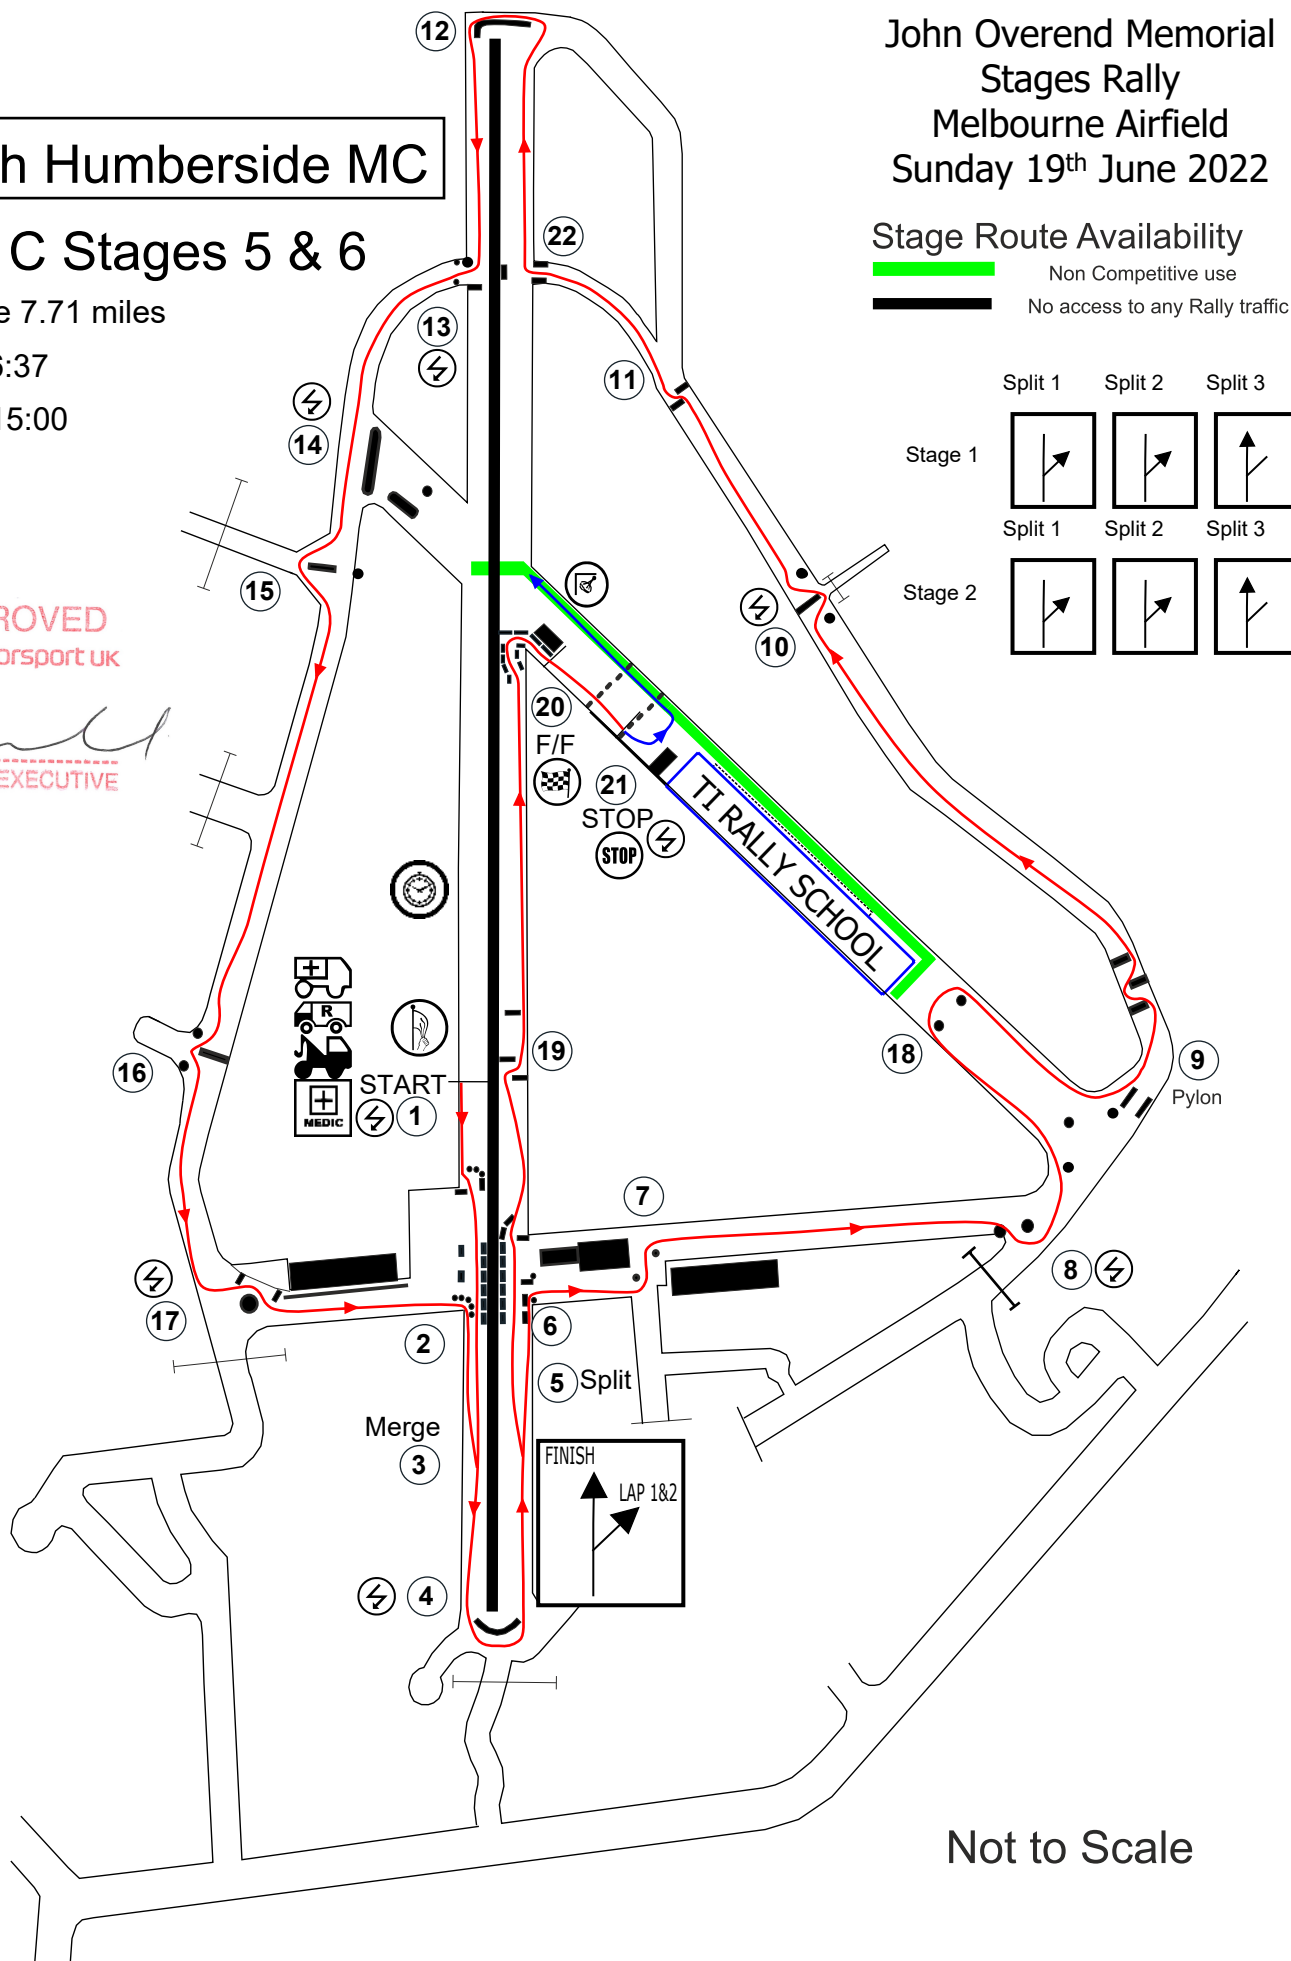 John Overend Memorial
Stages Rally
Melbourne Airfield
Sunday 19th June 2022
h Humberside MC
C Stages 5 & 6
e 7.71 miles
6:37
15:00
Stage Route Availability
Non Competitive use
No access to any Rally traffic
Split 1 Split 2 Split 3
Stage 1
Split 1 Split 2 Split 3
Stage 2
ROVED
orsport UK
EXECUTIVE
12
22
13
11
14
15
10
20
F/F
21
STOP
STOP
TI RALLY SCHOOL
R
MEDIC
START
1
19
18
9
Pylon
16
7
8
17
2
6
5 Split
Merge
3
FINISH
LAP 1&2
4
Not to Scale